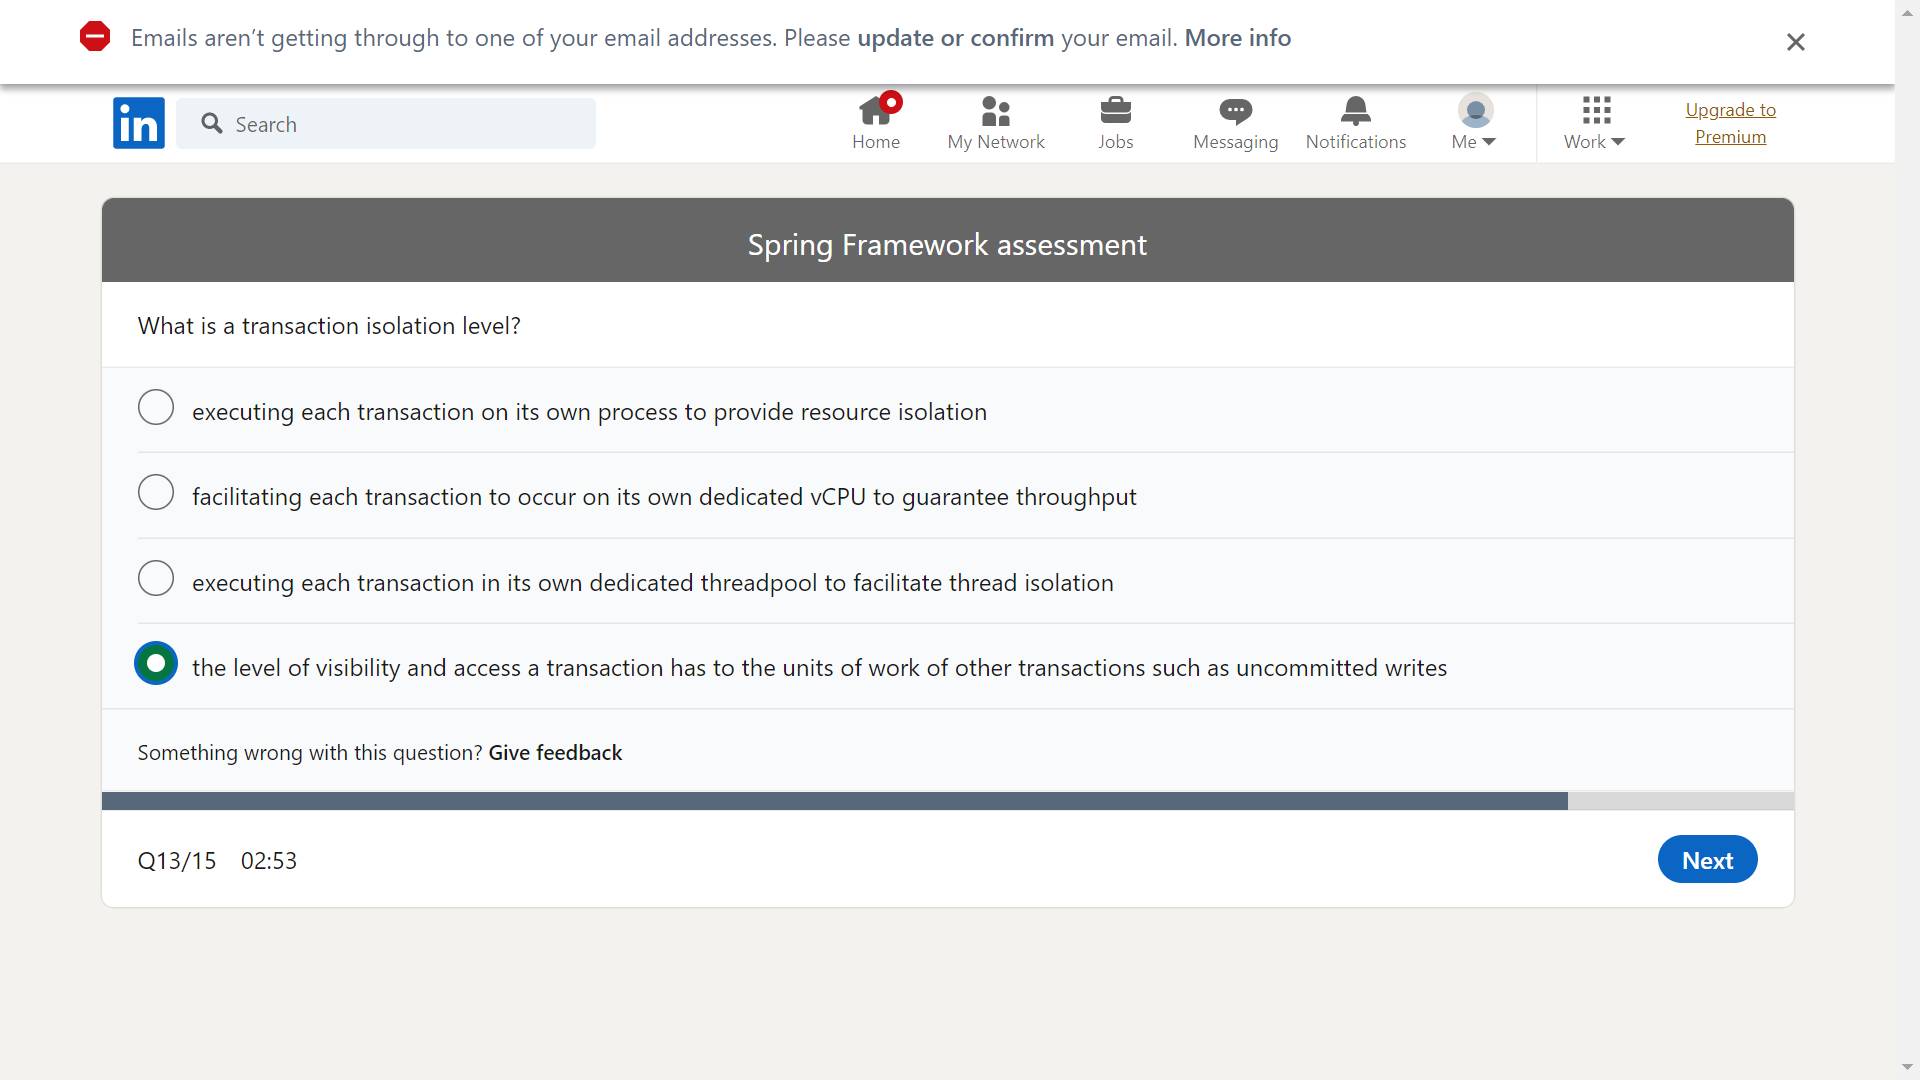 Emails aren’t getting through to one of your email addresses. Please update or confirm your email. More info
in
Search
Home
My Network
Jobs
Messaging
Notifications
Me
Work
Upgrade to
Premium
Spring Framework assessment
What is a transaction isolation level?
executing each transaction on its own process to provide resource isolation
facilitating each transaction to occur on its own dedicated vCPU to guarantee throughput
executing each transaction in its own dedicated threadpool to facilitate thread isolation
the level of visibility and access a transaction has to the units of work of other transactions such as uncommitted writes
Something wrong with this question? Give feedback
Q13/15 02:53
Next